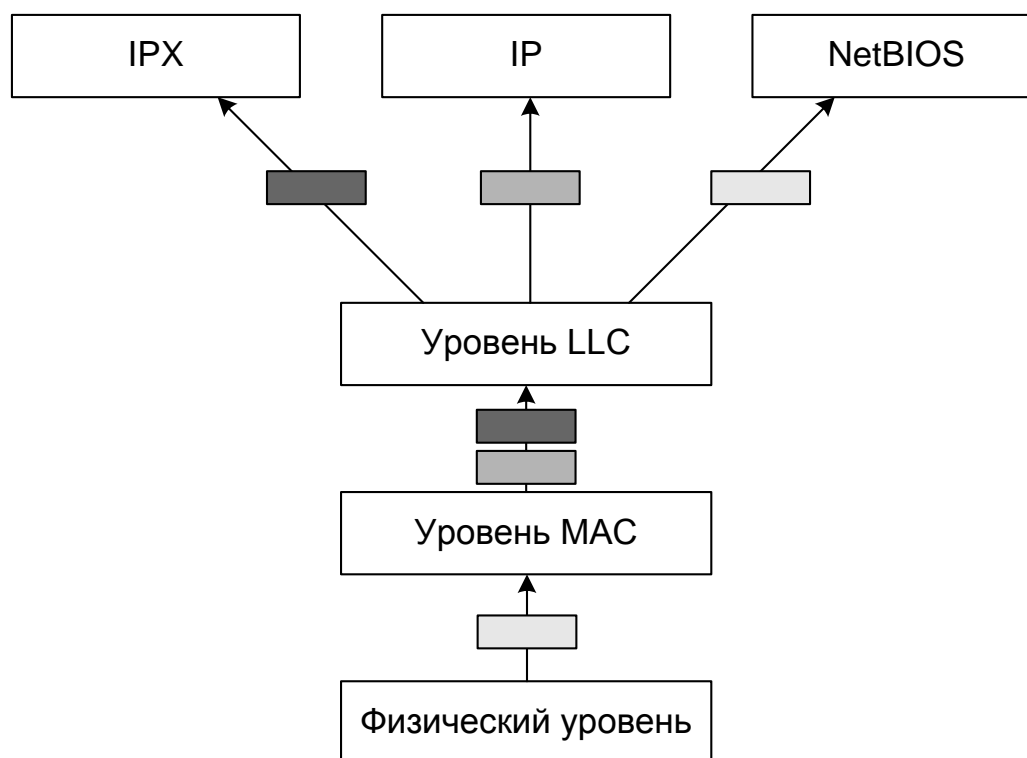 IPX
IP
NetBIOS
Уровень LLC
Уровень MAC
Физический уровень